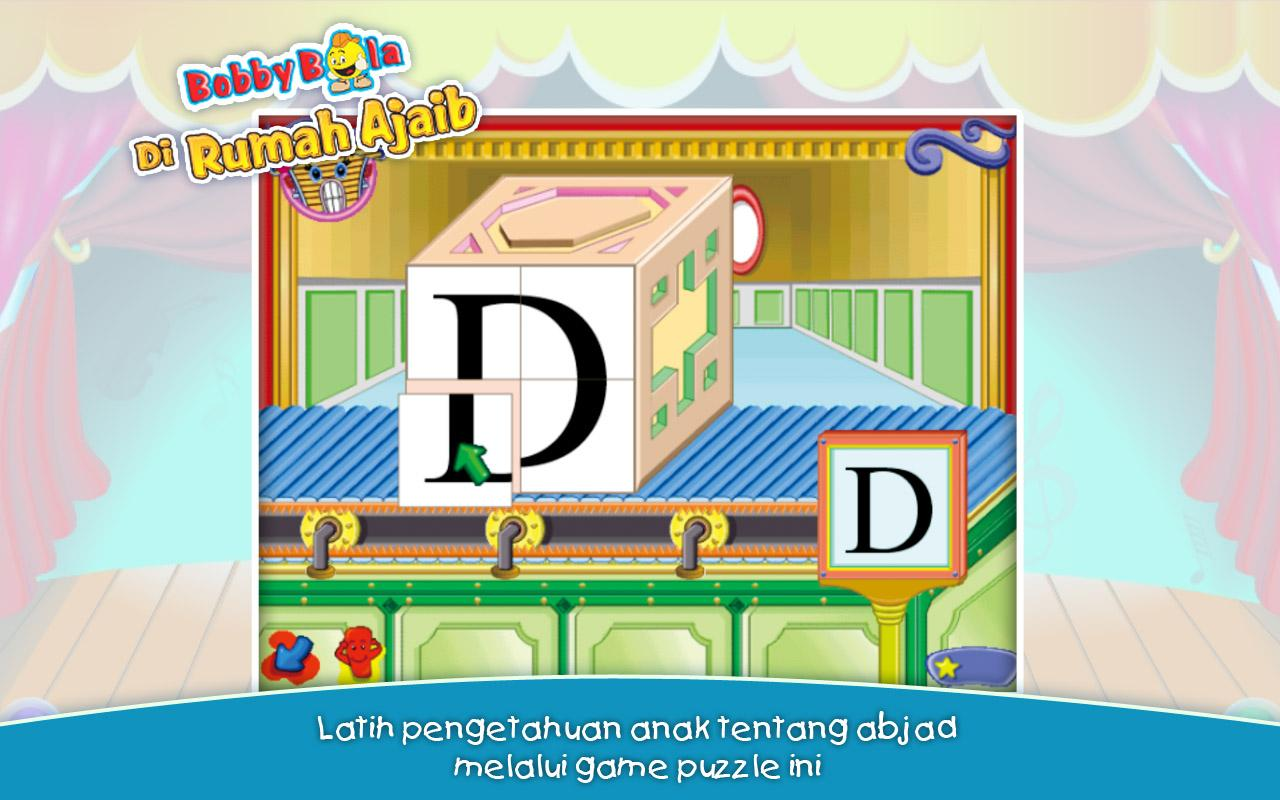 Bobby Bola
Di Rumah Ajaib
D
D
Latih pengetahuan anak tentang abjad
melalui game puzzle ini